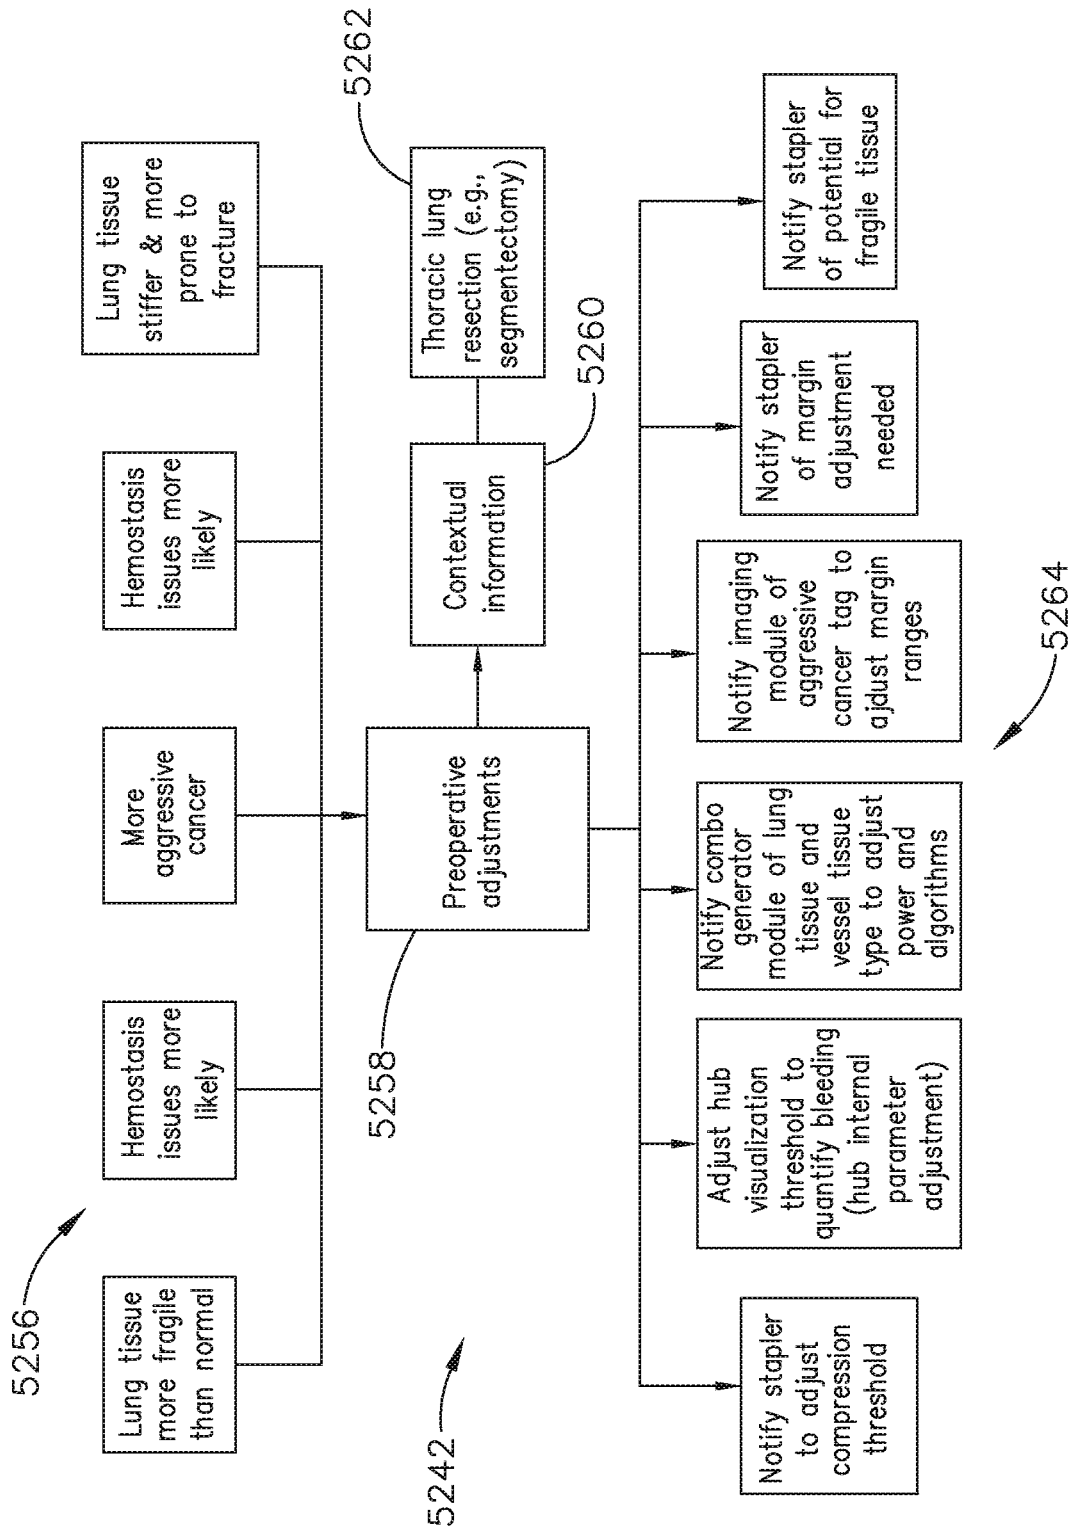 5256
Lung tissue
more fragile
than normal
Hemostasis
issues more
likely
More
aggressive
cancer
Hemostasis
issues more
likely
Lung tissue
stiffer & more
prone to
fracture
5242
5258
Preoperative
adjustments
Contextual
information
5260
Thoracic lung
resection (e.g.,
segmentectomy)
5262
Notify stapler
to adjust
compression
threshold
Adjust hub
visualization
threshold to
quantify bleeding
(hub internal
parameter
adjustment)
Notify combo
generator
module of lung
tissue and
vessel tissue
type to adjust
power and
algorithms
Notify imaging
module of
aggressive
cancer tag to
ajdust margin
ranges
Notify stapler
of margin
adjustment
needed
Notify stapler
of potential for
fragile tissue
5264